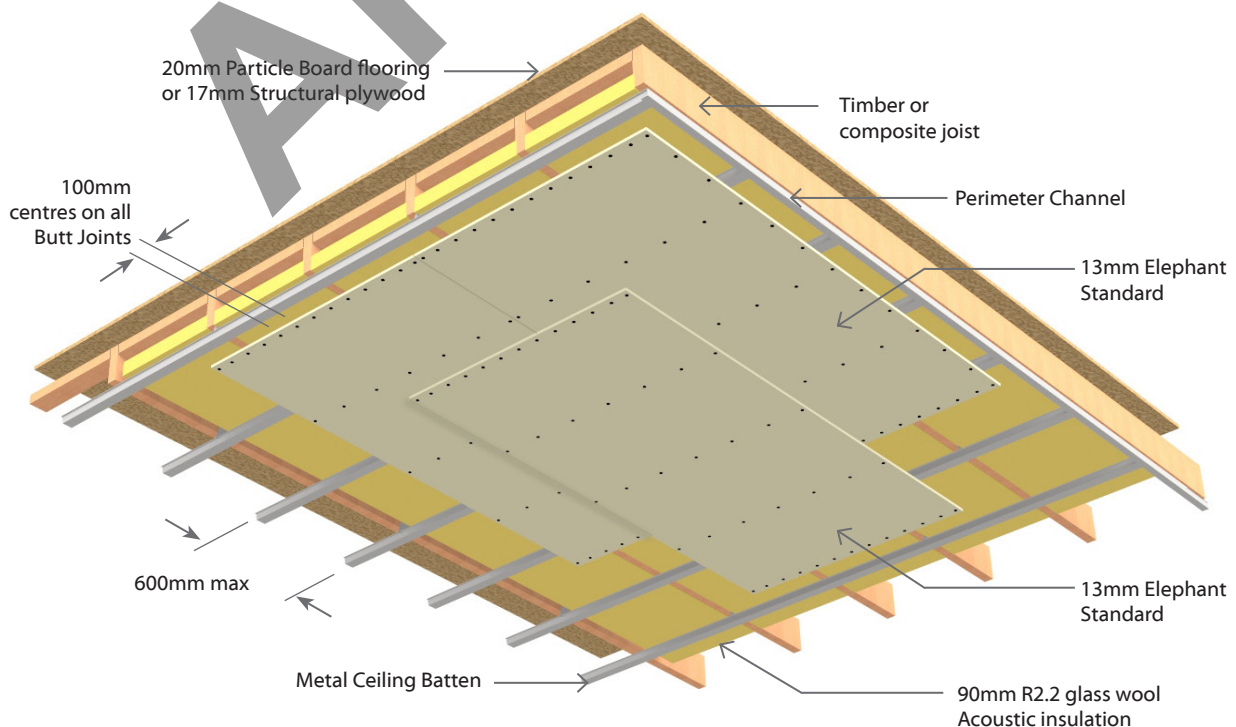 20mm Particle Board flooring
or 17mm Structural plywood
Timber or
composite joist
100mm
centres on all
Butt Joints
Perimeter Channel
13mm Elephant
Standard
600mm max
13mm Elephant
Standard
Metal Ceiling Batten
90mm R2.2 glass wool
Acoustic insulation